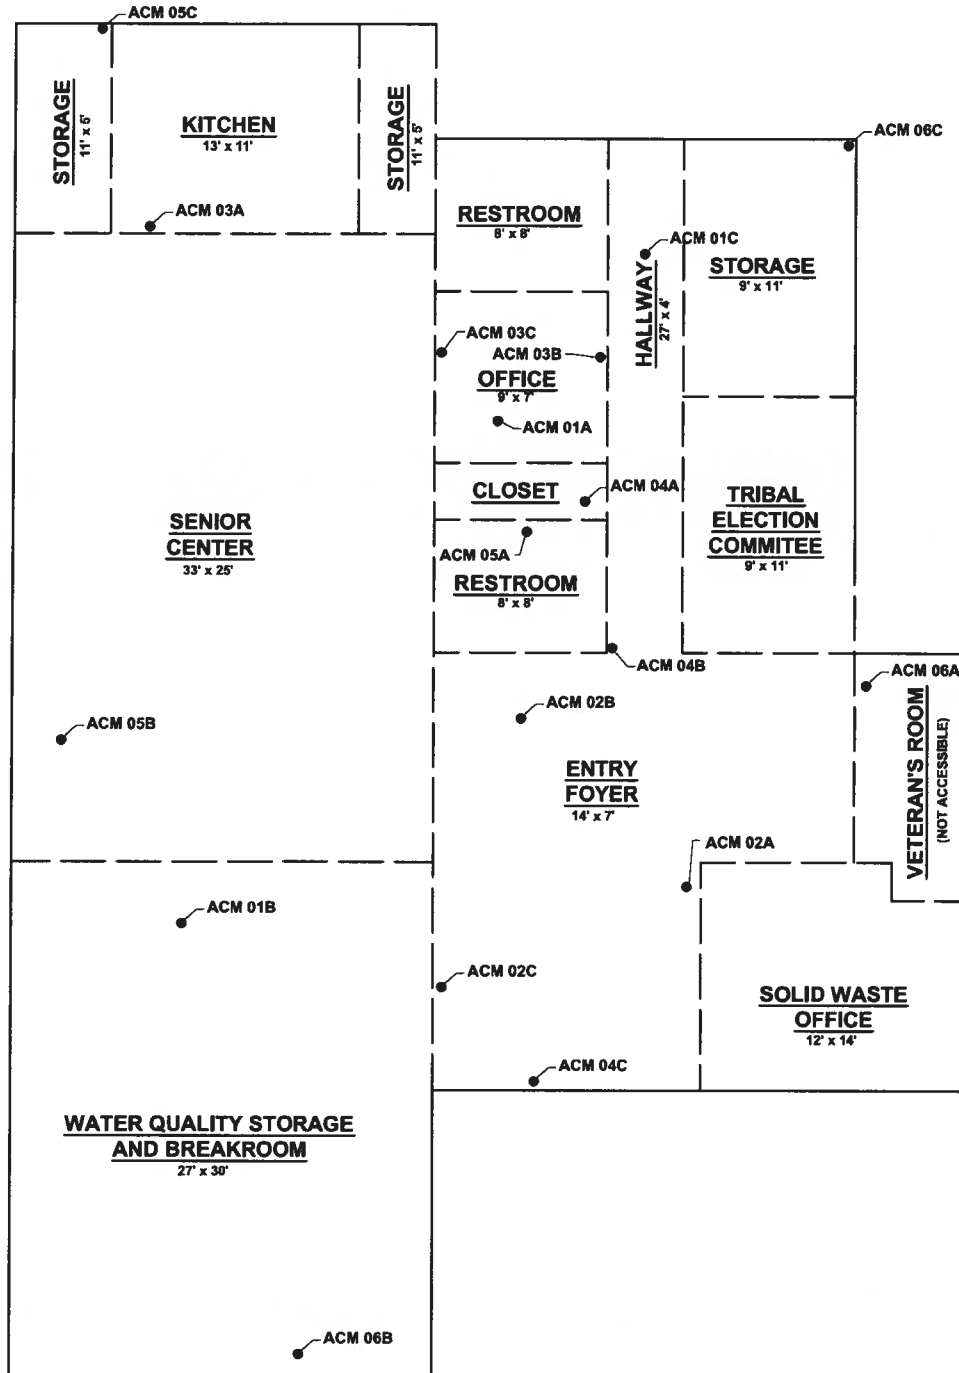 ACM 05C
STORAGE
11' x 5'
KITCHEN
13' x 11'
STORAGE
11' x 5'
ACM 06C
ACM 03A
RESTROOM
8' x 8'
ACM 01C
HALLWAY
27' x 4'
STORAGE
9' x 11'
ACM 03C
ACM 03B
OFFICE
9' x 7'
ACM 01A
CLOSET
ACM 04A
TRIBAL
ELECTION
COMMITEE
9' x 11'
SENIOR
CENTER
33' x 25'
ACM 05A
RESTROOM
8' x 8'
ACM 04B
ACM 06A
VETERAN'S ROOM
(NOT ACCESSIBLE)
ACM 02B
ACM 05B
ENTRY
FOYER
14' x 7'
ACM 02A
ACM 01B
ACM 02C
SOLID WASTE
OFFICE
12' x 14'
ACM 04C
WATER QUALITY STORAGE
AND BREAKROOM
27' x 30'
ACM 06B